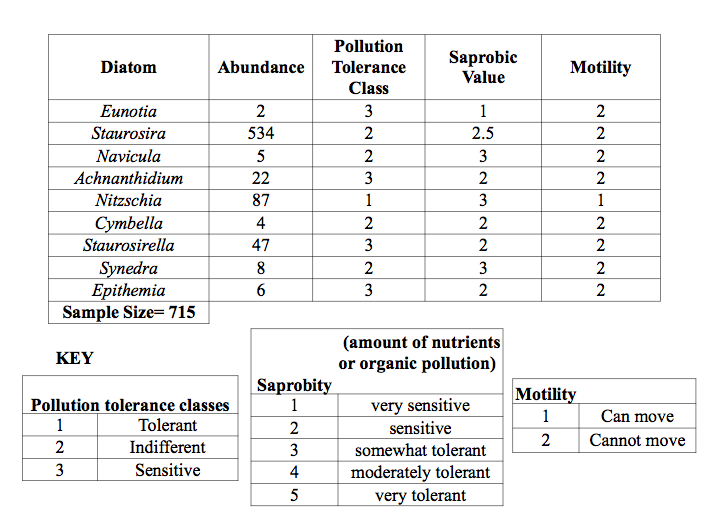 Diatom Abundance Pollution Tolerance Class Saprobic Value Motility
Eunotia 2 3 1 2
Staurosira 534 2 2.5 2
Navicula 5 2 3 2
Achnanthidium 22 3 2 2
Nitzschia 87 1 3 1
Cymbella 4 2 2 2
Staurosirella 47 3 2 2
Synedra 8 2 3 2
Epithemia 6 3 2 2
Sample Size= 715
KEY
Pollution tolerance classes
1 Tolerant
2 Indifferent
3 Sensitive
(amount of nutrients
or organic pollution)
Saprobity
1 very sensitive
2 sensitive
3 somewhat tolerant
4 moderately tolerant
5 very tolerant
Motility
1 Can move
2 Cannot move